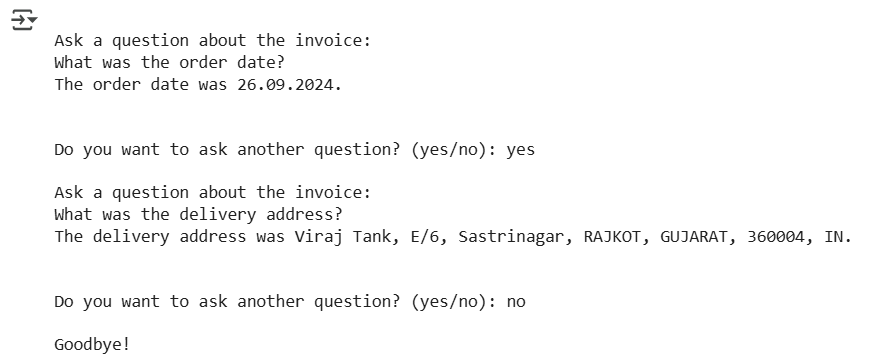 Ask a question about the invoice:
What was the order date?
The order date was 26.09.2024.
Do you want to ask another question? (yes/no): yes
Ask a question about the invoice:
What was the delivery address?
The delivery address was Viraj Tank, E/6, Sastrinagar, RAJKOT, GUJARAT, 360004, IN.
Do you want to ask another question? (yes/no): no
Goodbye!